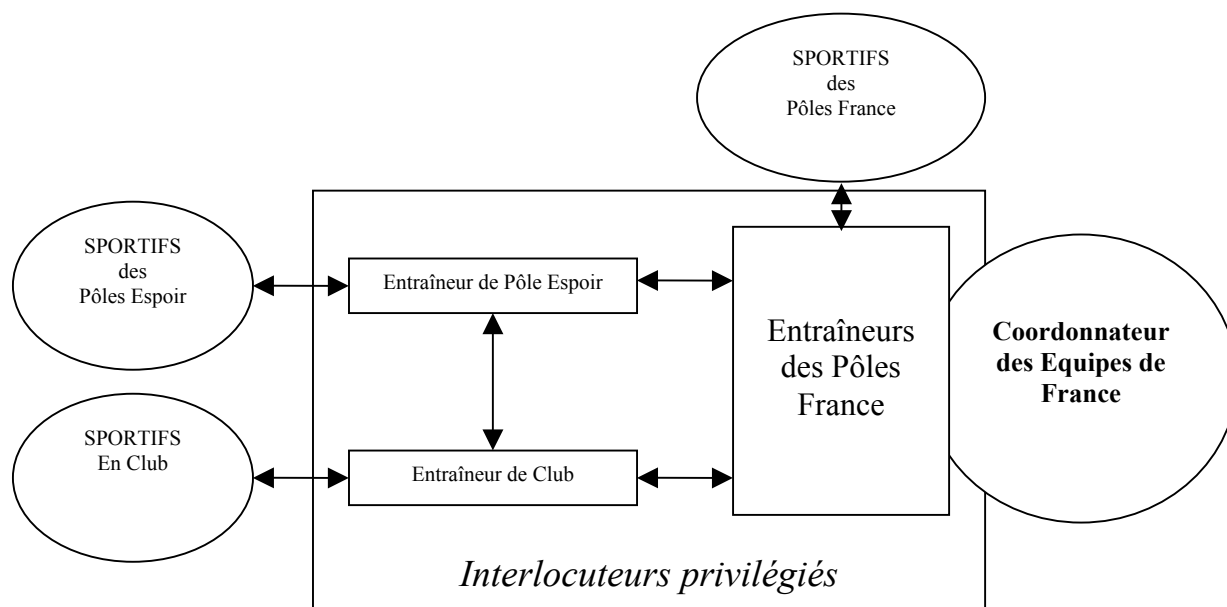 SPORTIFS
des
Pôles France
SPORTIFS
des
Pôles Espoir
Entraîneur de Pôle Espoir
Entraîneurs
des Pôles
France
Coordonnateur
des Equipes de
France
SPORTIFS
En Club
Entraîneur de Club
Interlocuteurs privilégiés